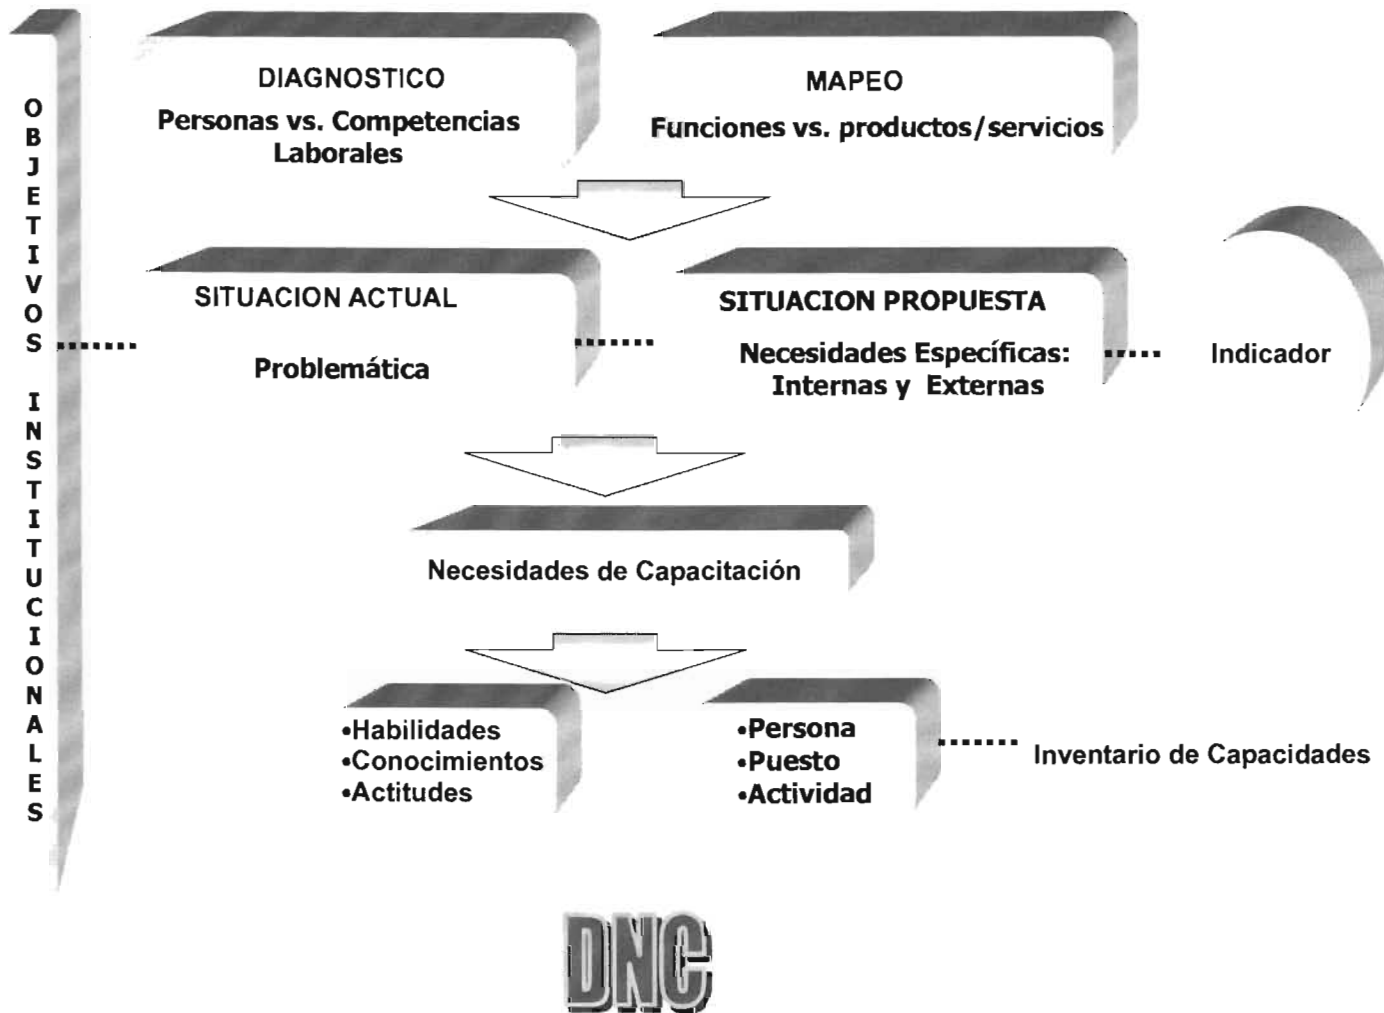 OBJETIVOS INSTITUCIONALES
DIAGNOSTICO
Personas vs. Competencias
Laborales
MAPEO
Funciones vs. productos/servicios
SITUACION ACTUAL
Problemática
SITUACION PROPUESTA
Necesidades Específicas:
Internas y Externas
Indicador
Necesidades de Capacitación
•Habilidades
•Conocimientos
•Actitudes
•Persona
•Puesto
•Actividad
Inventario de Capacidades
DNC